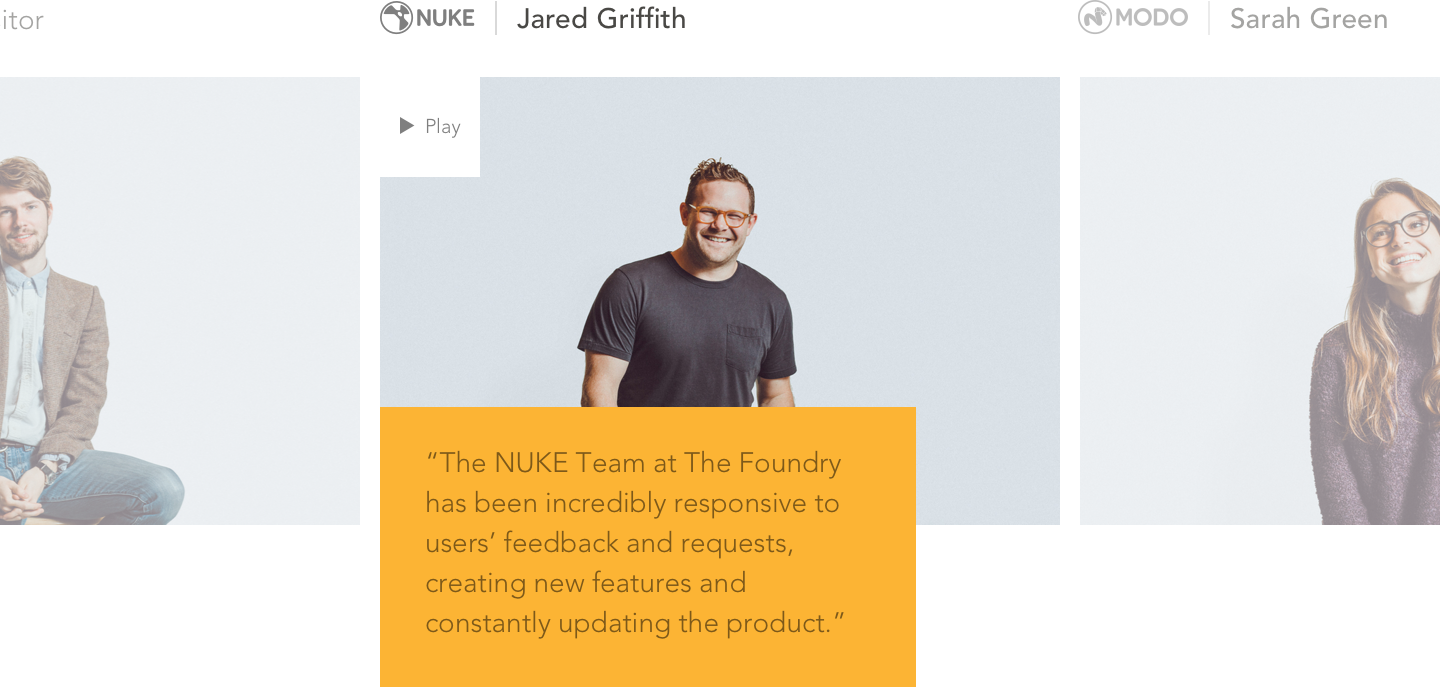 itor
NUKE
Jared Griffith
MODO
Sarah Green
Play
“The NUKE Team at The Foundry
has been incredibly responsive to
users’ feedback and requests,
creating new features and
constantly updating the product.”